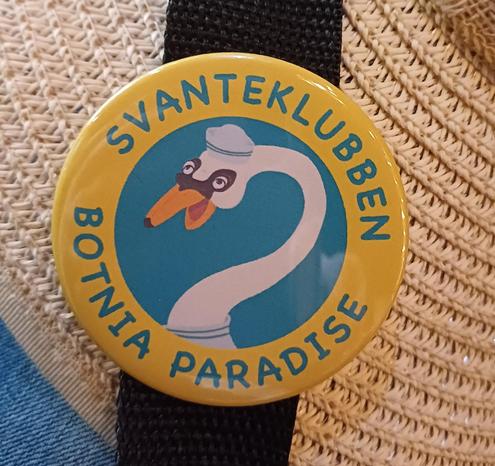 SVANTEKLUBBEN
BOTNIA PARADISE